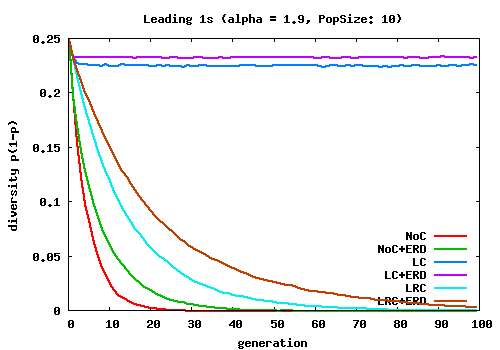 Leading 1s (alpha = 1.9, PopSize: 10)
0.25
0.2
0.15
0.1
0.05
0
diversity p(1-p)
NoC
NoC+ERD
LC
LC+ERD
LRC
LRC+ERD
0 10 20 30 40 50 60 70 80 90 100
generation